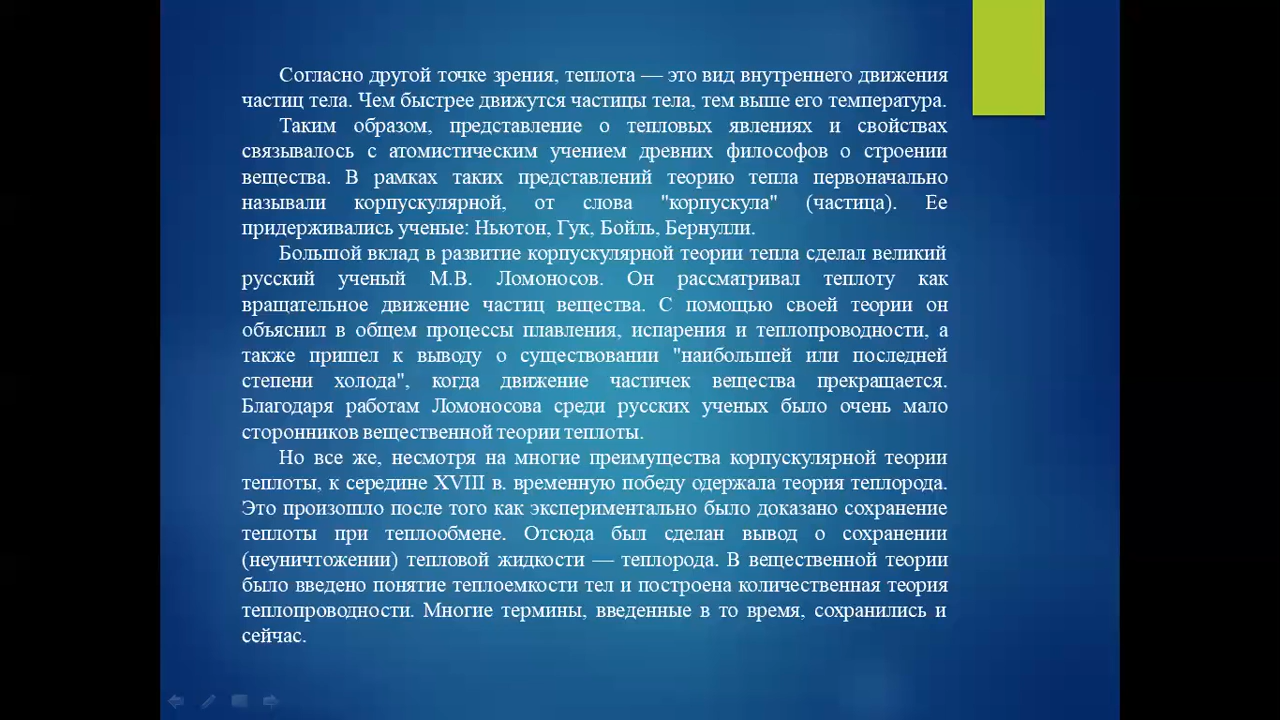 Согласно другой точке зрения, теплота — это вид внутреннего движения
частиц тела. Чем быстрее движутся частицы тела, тем выше его температура.
Таким образом, представление о тепловых явлениях и свойствах
связывалось с атомистическим учением древних философов о строении
вещества. В рамках таких представлений теорию тепла первоначально
называли корпускулярной, от слова "корпускула" (частица). Ее
придерживались ученые: Ньютон, Гук, Бойль, Бернулли.
Большой вклад в развитие корпускулярной теории тепла сделал великий
русский ученый М.В. Ломоносов. Он рассматривал теплоту как
вращательное движение частиц вещества. С помощью своей теории он
объяснил в общем процессы плавления, испарения и теплопроводности, а
также пришел к выводу о существовании "наибольшей или последней
степени холода", когда движение частичек вещества прекращается.
Благодаря работам Ломоносова среди русских ученых было очень мало
сторонников вещественной теории теплоты.
Но все же, несмотря на многие преимущества корпускулярной теории
теплоты, к середине XVIII в. временную победу одержала теория теплорода.
Это произошло после того как экспериментально было доказано сохранение
теплоты при теплообмене. Отсюда был сделан вывод о сохранении
(неуничтожении) тепловой жидкости — теплорода. В вещественной теории
было введено понятие теплоемкости тел и построена количественная теория
теплопроводности. Многие термины, введенные в то время, сохранились и
сейчас.